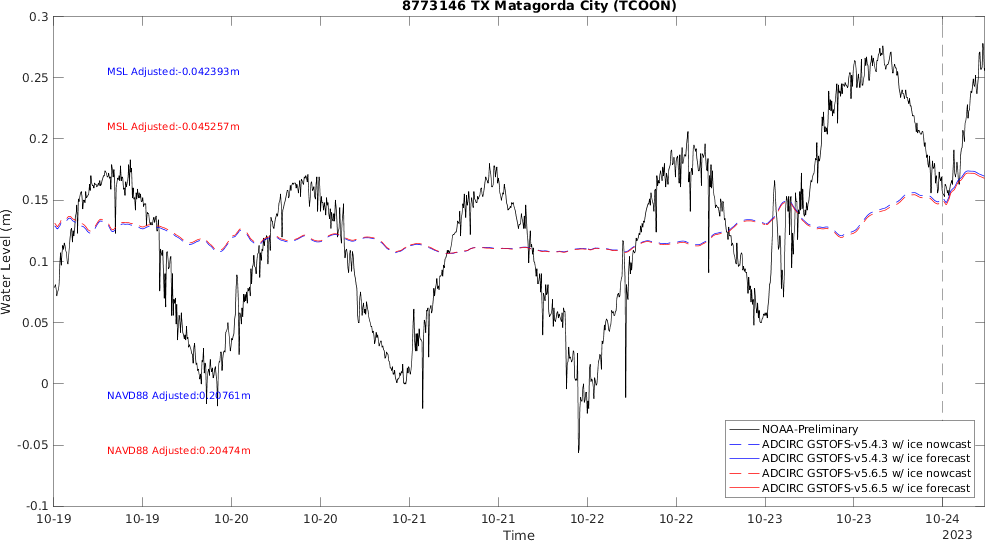 8773146 TX Matagorda City (TCOON)
0.3
0.25
0.2
0.15
0.1
0.05
0
-0.05
-0.1
Water Level (m)
MSL Adjusted:-0.042393m
MSL Adjusted:-0.045257m
NAVD88 Adjusted:0.20761m
NAVD88 Adjusted:0.20474m
NOAA-Preliminary
ADCIRC GSTOFS-v5.4.3 w/ ice nowcast
ADCIRC GSTOFS-v5.4.3 w/ ice forecast
ADCIRC GSTOFS-v5.6.5 w/ ice nowcast
ADCIRC GSTOFS-v5.6.5 w/ ice forecast
10-19 10-19 10-20 10-20 10-21 10-21 10-22 10-22 10-23 10-23 10-24
Time
2023